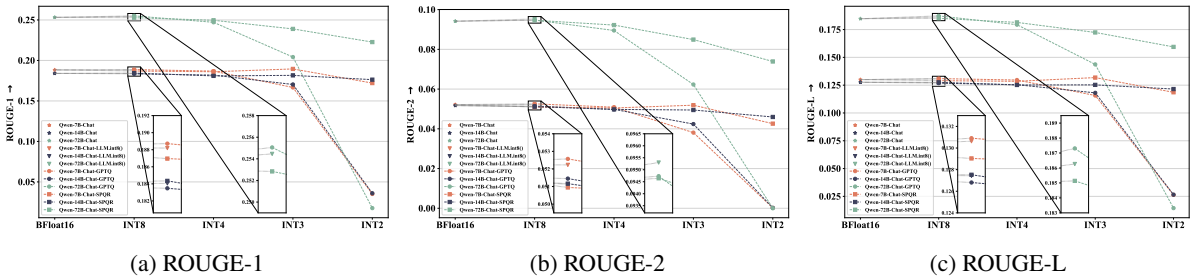 ROUGE-1 →
0.25
0.20
0.15
0.10
0.05
Qwen-7B-Chat
Qwen-14B-Chat
Qwen-72B-Chat
Qwen-7B-Chat-LLM.int8()
Qwen-14B-Chat-LLM.int8()
Qwen-72B-Chat-LLM.int8()
Qwen-7B-Chat-GPTQ
Qwen-14B-Chat-GPTQ
Qwen-72B-Chat-GPTQ
Qwen-7B-Chat-SPQR
Qwen-14B-Chat-SPQR
Qwen-72B-Chat-SPQR
0.192
0.190
0.188
0.186
0.184
0.182
0.258
0.256
0.254
0.252
0.250
BFloat16 INT8 INT4 INT3 INT2
(a) ROUGE-1
ROUGE-2 →
0.10
0.08
0.06
0.04
0.02
0.00
Qwen-7B-Chat
Qwen-14B-Chat
Qwen-72B-Chat
Qwen-7B-Chat-LLM.int8()
Qwen-14B-Chat-LLM.int8()
Qwen-72B-Chat-LLM.int8()
Qwen-7B-Chat-GPTQ
Qwen-14B-Chat-GPTQ
Qwen-72B-Chat-GPTQ
Qwen-7B-Chat-SPQR
Qwen-14B-Chat-SPQR
Qwen-72B-Chat-SPQR
0.054
0.053
0.052
0.051
0.050
0.0965
0.0960
0.0955
0.0950
0.0945
0.0940
0.0935
BFloat16 INT8 INT4 INT3 INT2
(b) ROUGE-2
ROUGE-L →
0.175
0.150
0.125
0.100
0.075
0.050
0.025
Qwen-7B-Chat
Qwen-14B-Chat
Qwen-72B-Chat
Qwen-7B-Chat-LLM.int8()
Qwen-14B-Chat-LLM.int8()
Qwen-72B-Chat-LLM.int8()
Qwen-7B-Chat-GPTQ
Qwen-14B-Chat-GPTQ
Qwen-72B-Chat-GPTQ
Qwen-7B-Chat-SPQR
Qwen-14B-Chat-SPQR
Qwen-72B-Chat-SPQR
0.132
0.130
0.128
0.126
0.124
0.189
0.187
0.185
0.183
BFloat16 INT8 INT4 INT3 INT2
(c) ROUGE-L